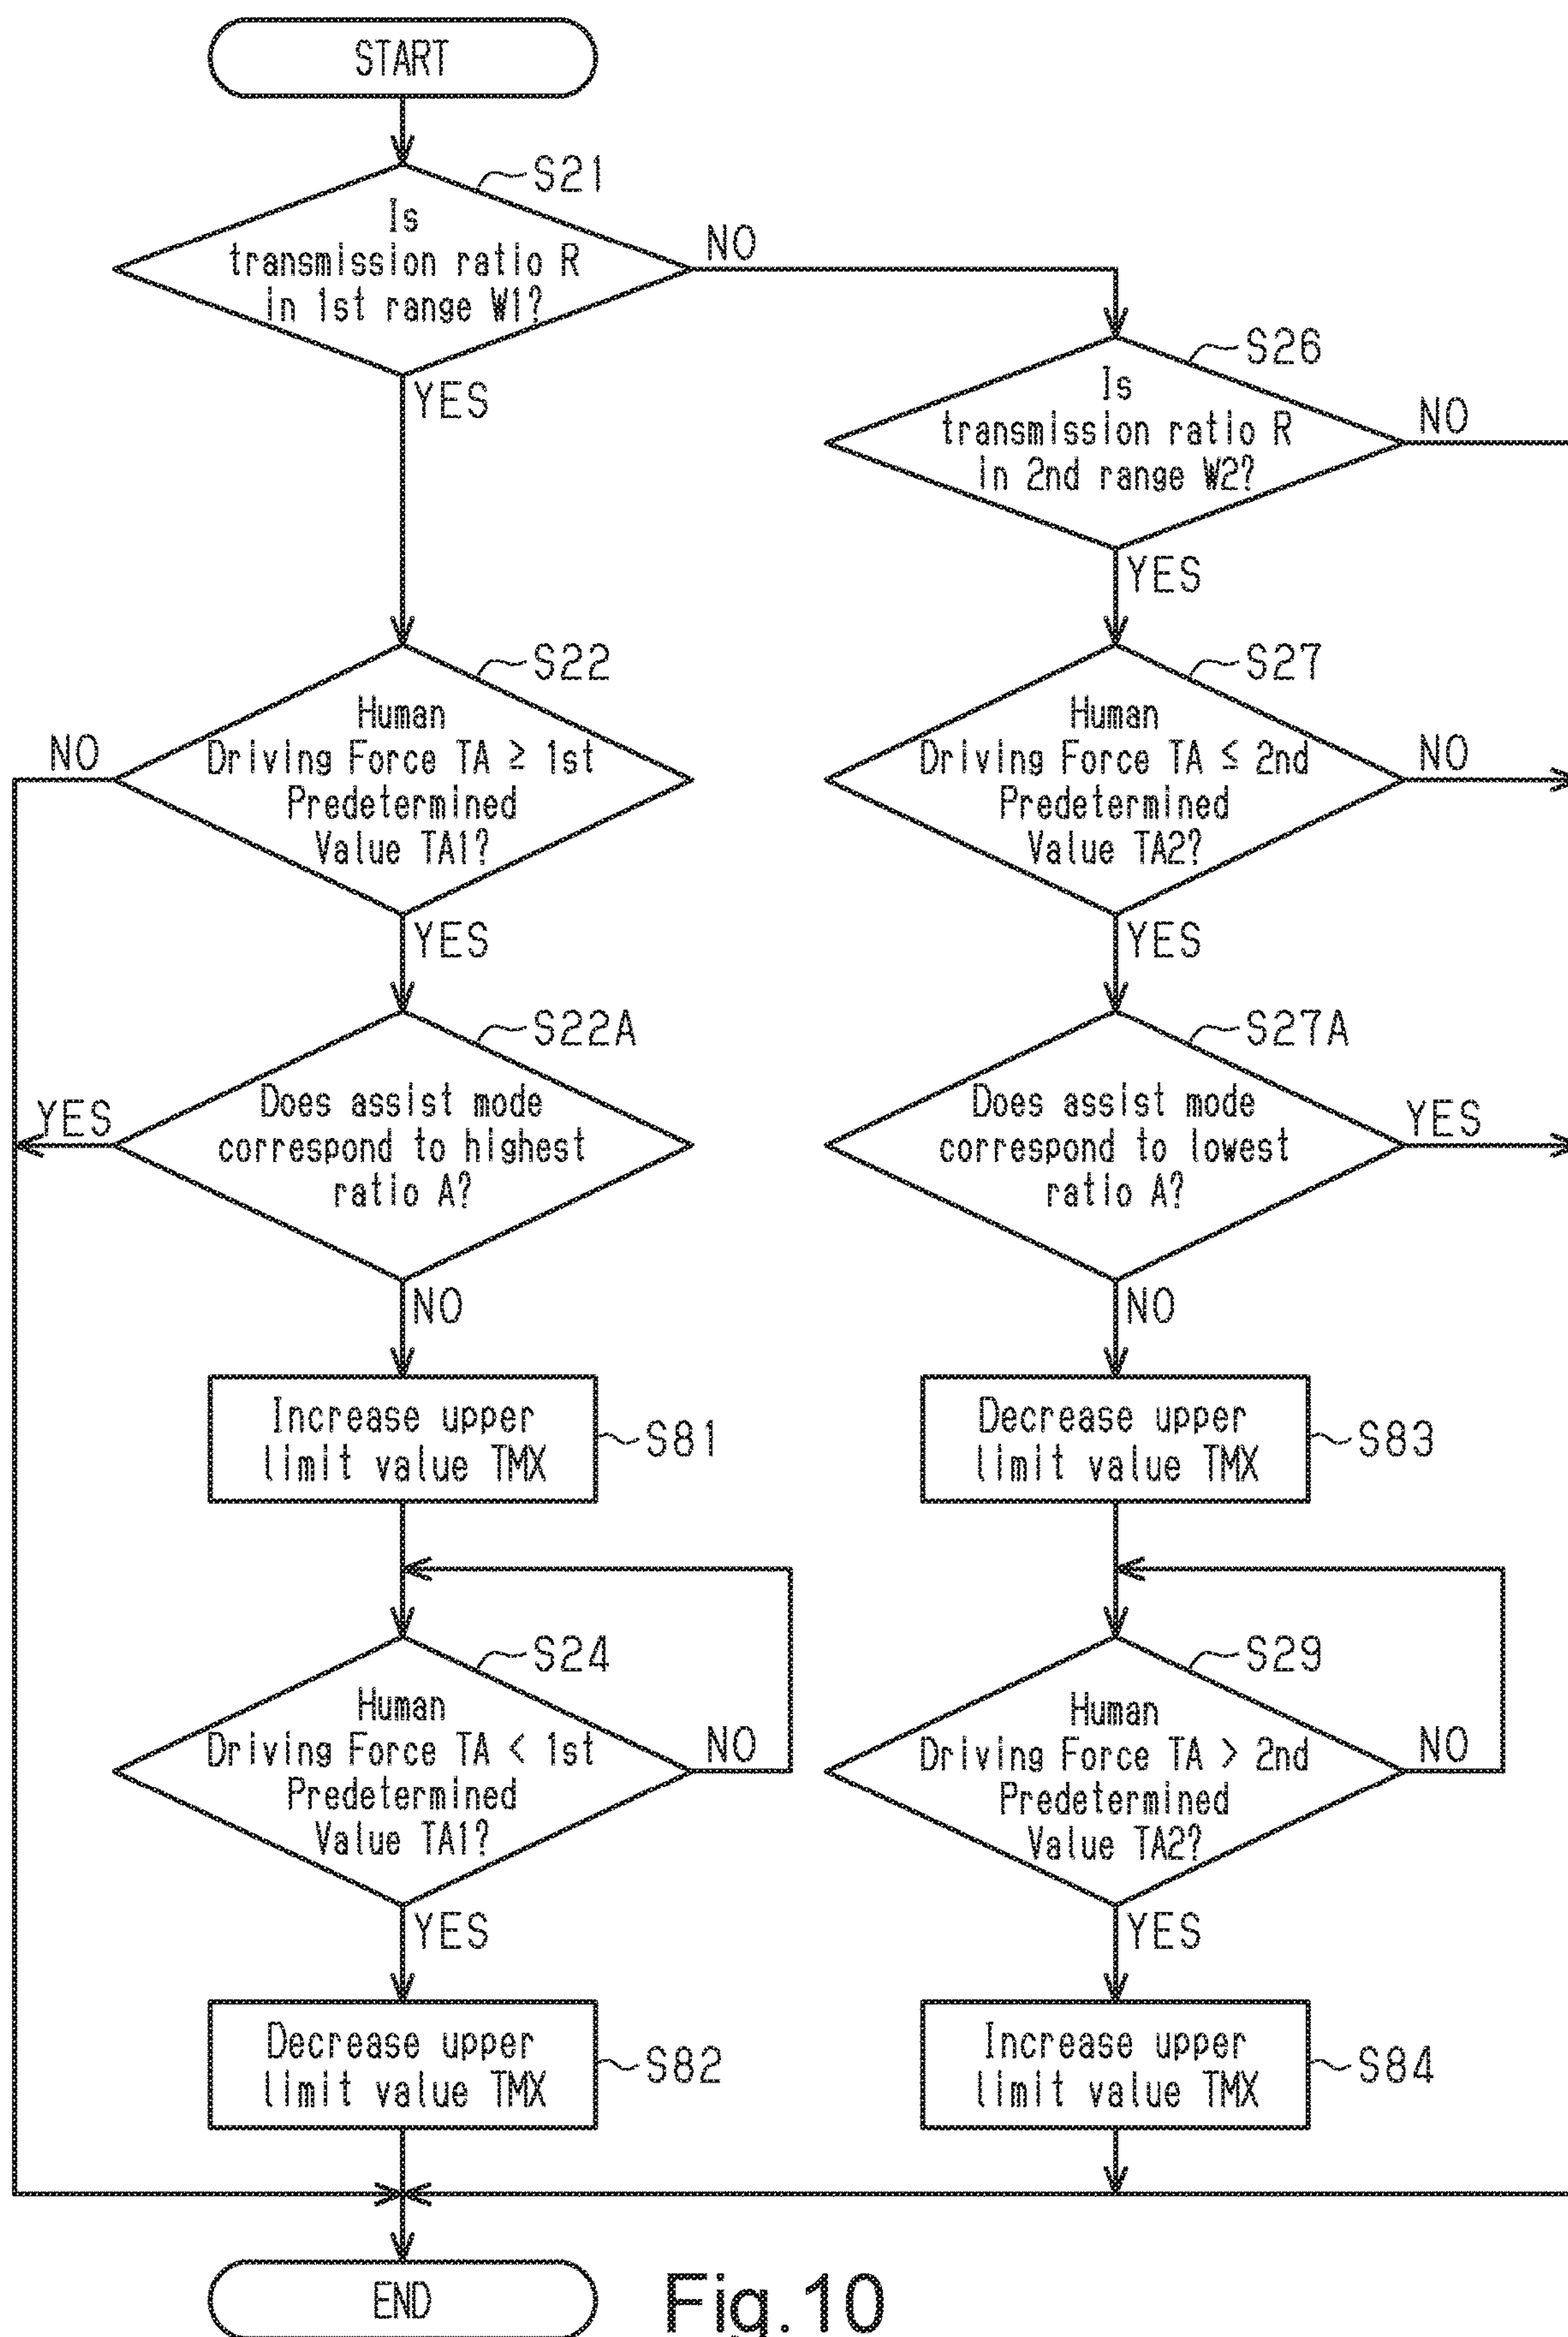 START
S21
Is
transmission ratio R
in 1st range W1?
NO
YES
S26
Is
transmission ratio R
in 2nd range W2?
NO
YES
S22
Human
Driving Force TA ≥ 1st
Predetermined
Value TA1?
NO
YES
S27
Human
Driving Force TA ≤ 2nd
Predetermined
Value TA2?
NO
YES
S22A
Does assist mode
correspond to highest
ratio A?
YES
NO
S27A
Does assist mode
correspond to lowest
ratio A?
YES
NO
Increase upper
limit value TMX
S81
Decrease upper
limit value TMX
S83
S24
Human
Driving Force TA < 1st
Predetermined
Value TA1?
NO
YES
S29
Human
Driving Force TA > 2nd
Predetermined
Value TA2?
NO
YES
Decrease upper
limit value TMX
S82
Increase upper
limit value TMX
S84
END
Fig.10